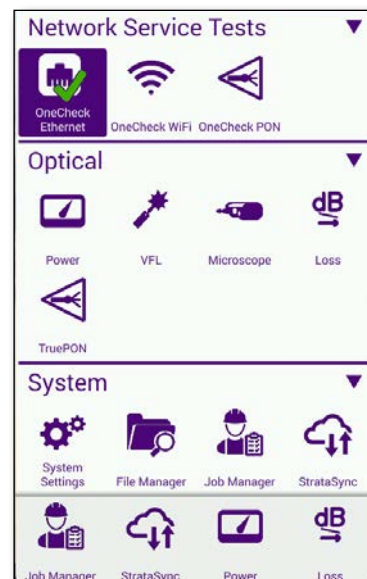 Network Service Tests
OneCheck
Ethernet
OneCheck WiFi
OneCheck PON
Optical
dB
Power
VFL
Microscope
Loss
TruePON
System
System
Settings
File Manager
Job Manager
StrataSync
dB
Job Manager
StrataSync
Power
Loss